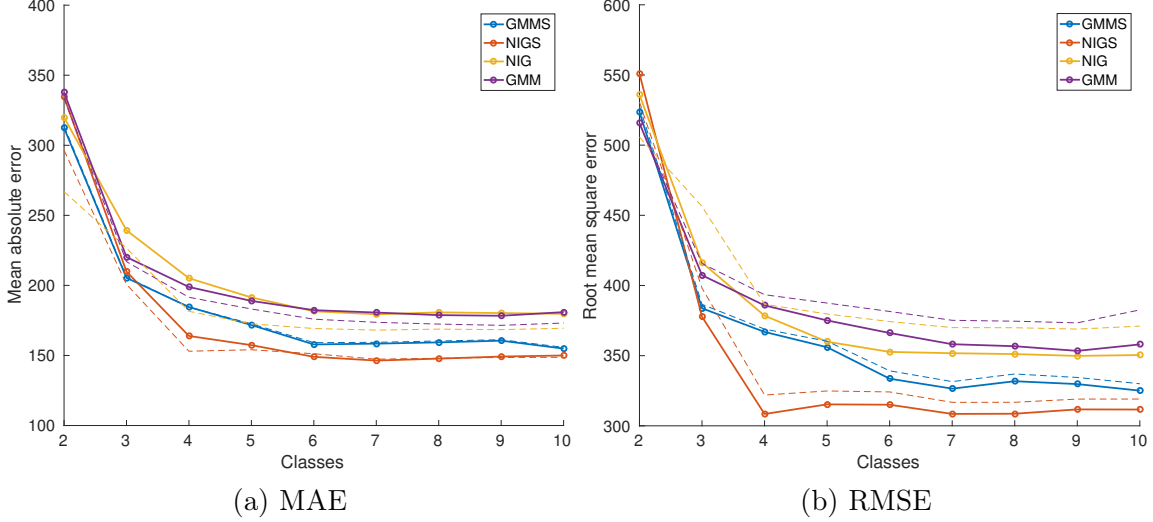 400
350
300
250
200
150
100
Mean absolute error
2 3 4 5 6 7 8 9 10
Classes
GMMS
NIGS
NIG
GMM
(a) MAE
600
550
500
450
400
350
300
Root mean square error
2 3 4 5 6 7 8 9 10
Classes
GMMS
NIGS
NIG
GMM
(b) RMSE